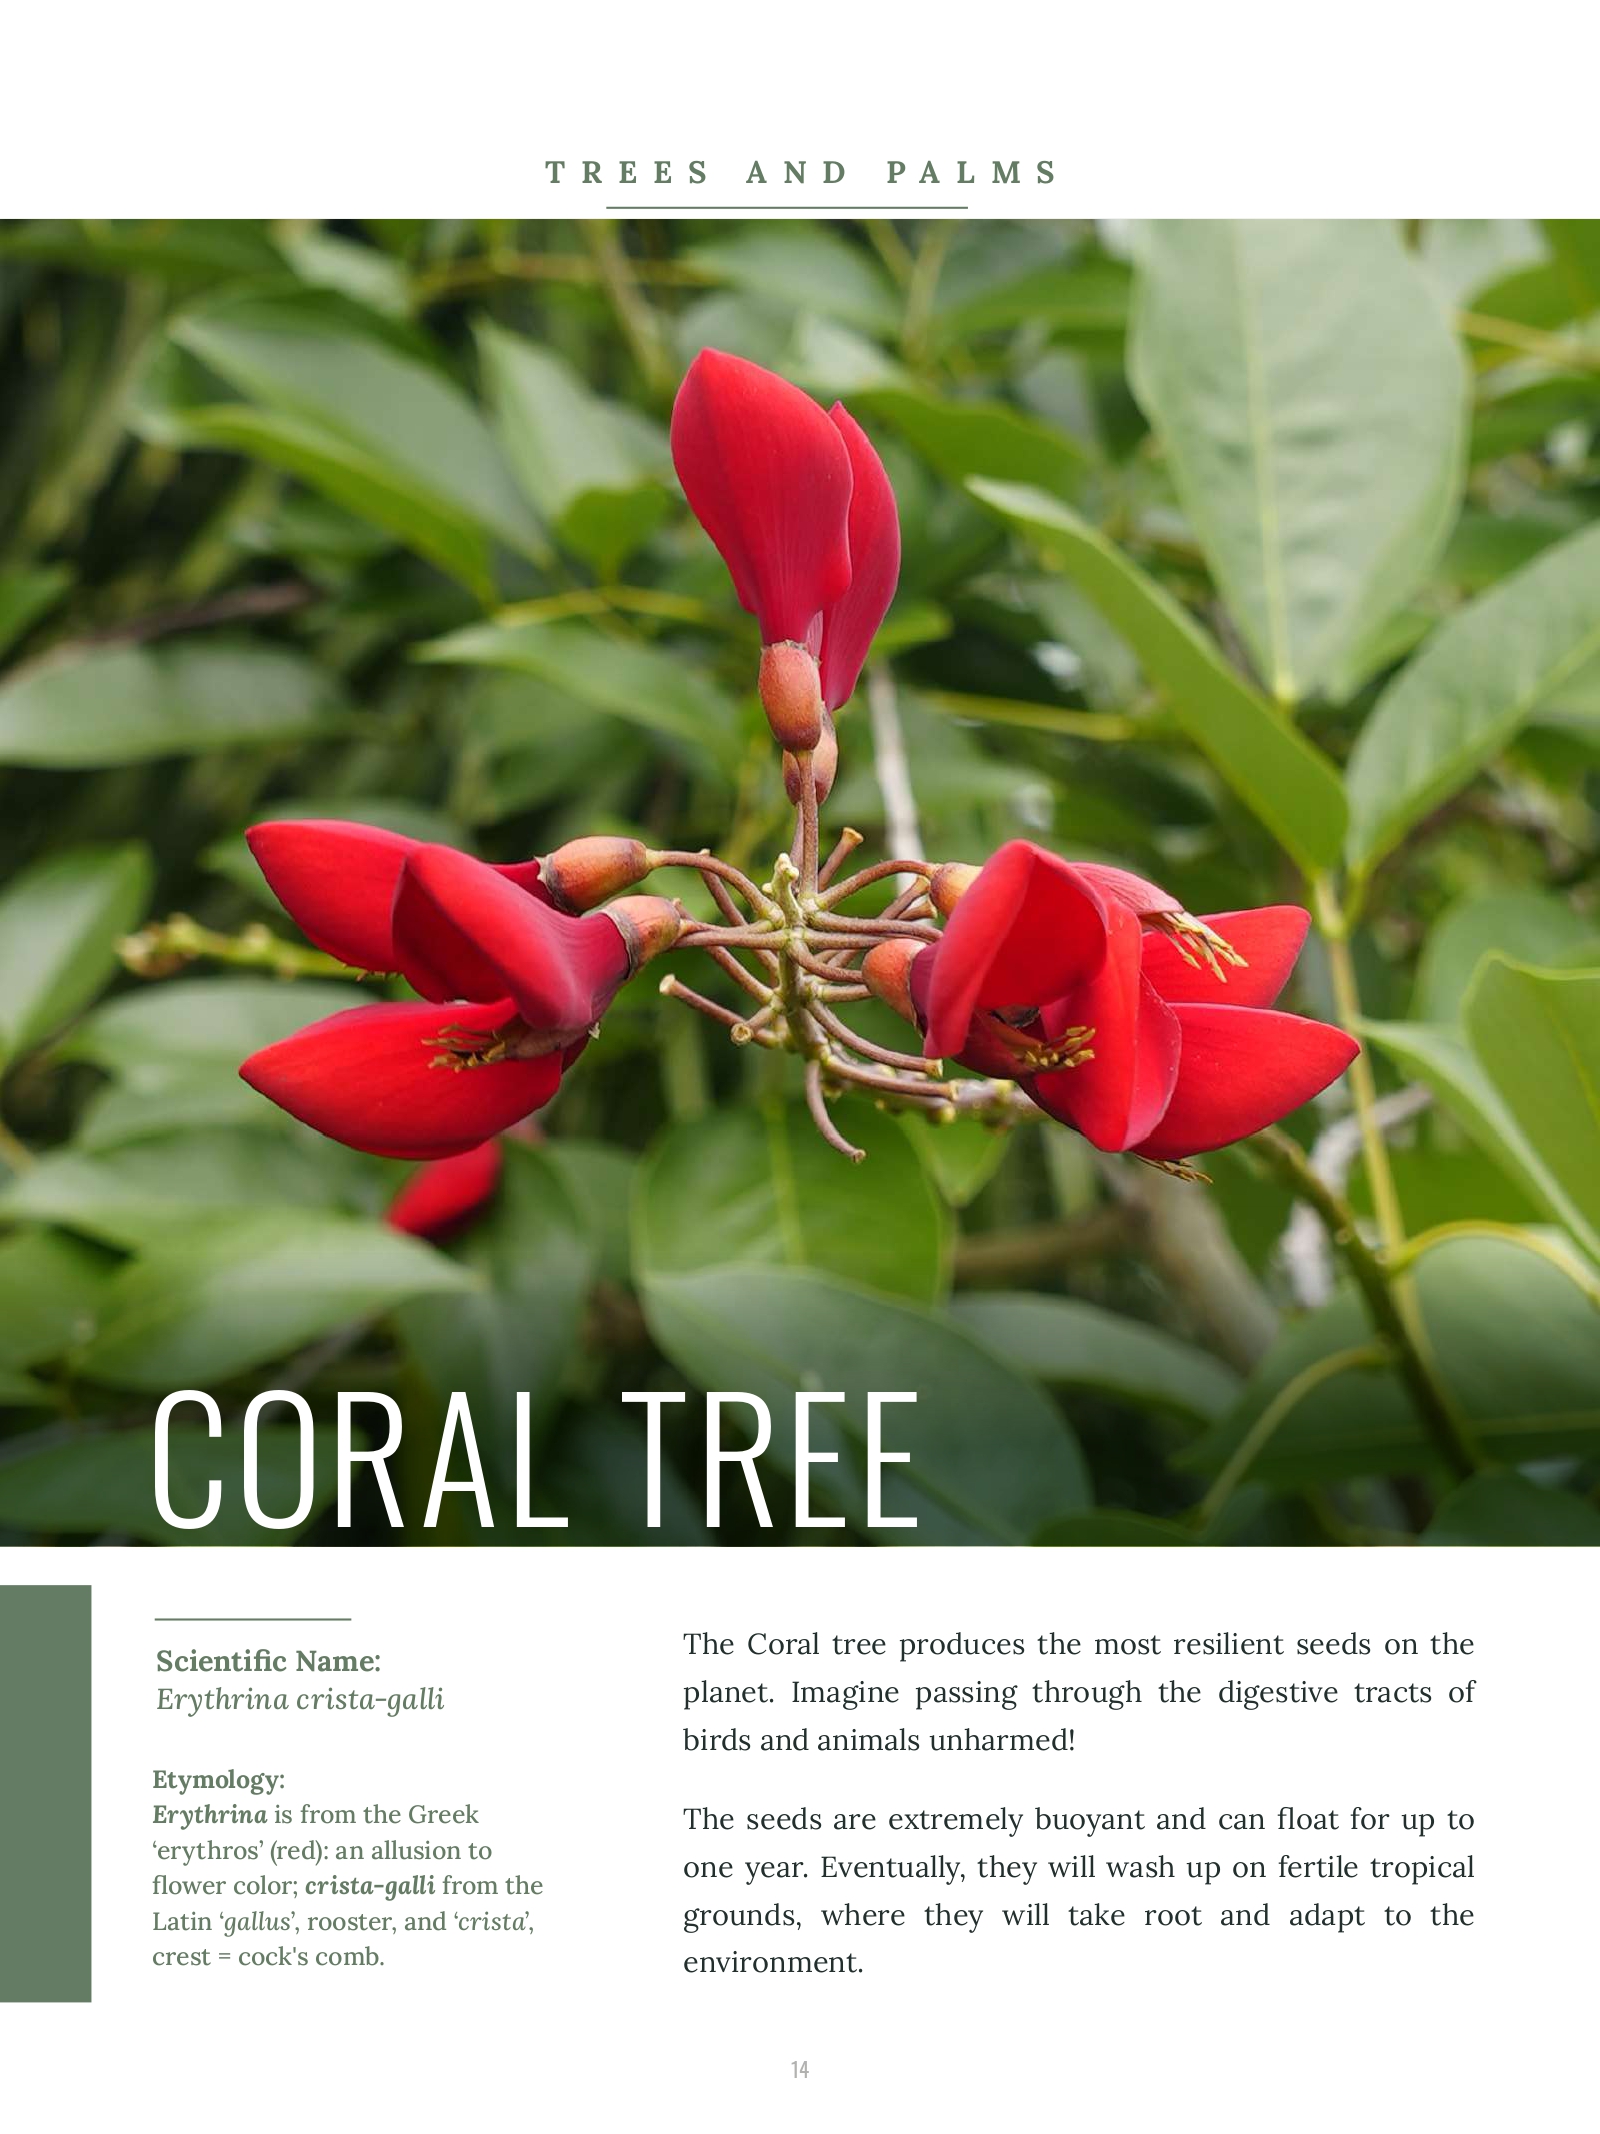 TREES AND PALMS
CORAL TREE
Scientific Name:
Erythrina crista-galli
Etymology:
Erythrina is from the Greek
‘erythros’ (red): an allusion to
flower color; crista-galli from the
Latin ‘gallus’, rooster, and ‘crista’,
crest = cock's comb.
The Coral tree produces the most resilient seeds on the
planet. Imagine passing through the digestive tracts of
birds and animals unharmed!
The seeds are extremely buoyant and can float for up to
one year. Eventually, they will wash up on fertile tropical
grounds, where they will take root and adapt to the
environment.
14